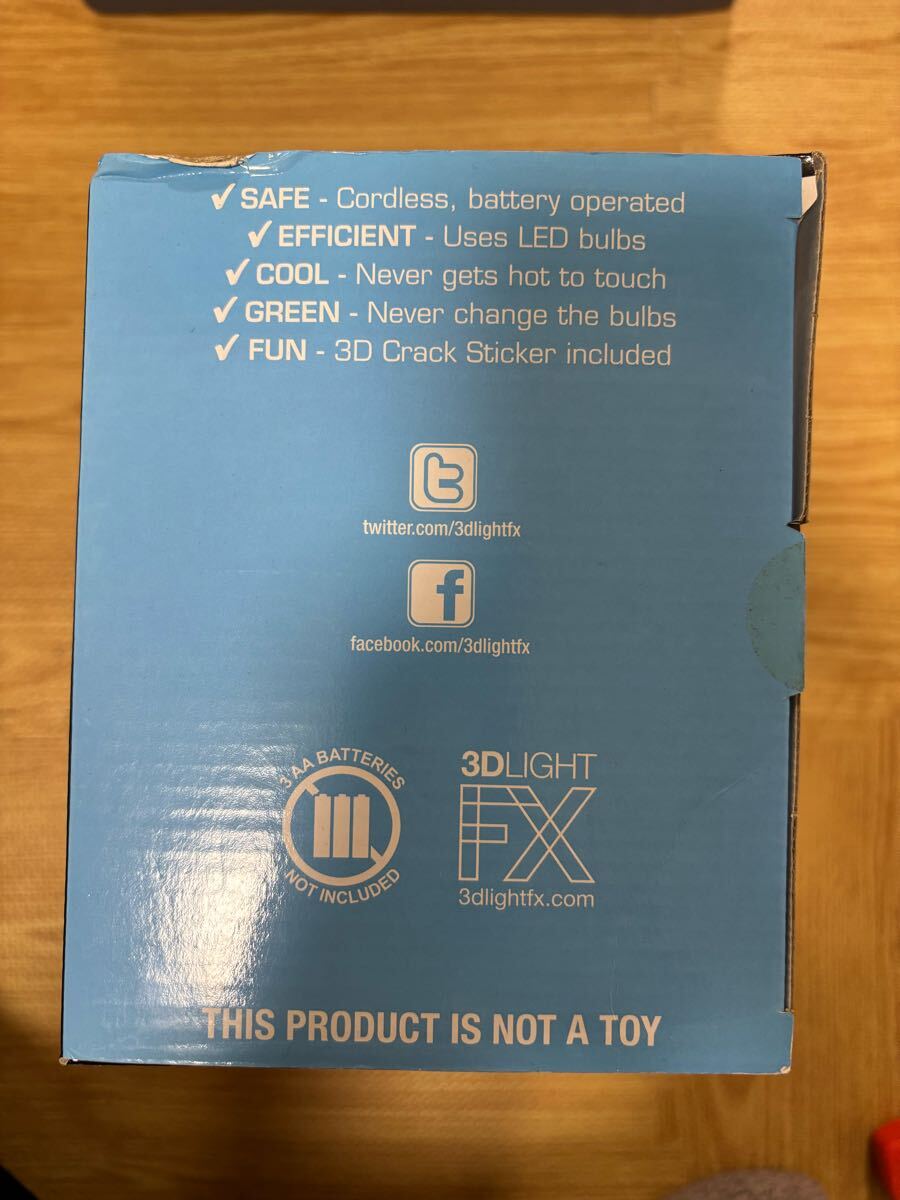 ✓ SAFE - Cordless, battery operated
✓ EFFICIENT - Uses LED bulbs
✓ COOL - Never gets hot to touch
✓ GREEN - Never change the bulbs
✓ FUN - 3D Crack Sticker included
t
twitter.com/3dlightfx
f
facebook.com/3dlightfx
3 AA BATTERIES
NOT INCLUDED
3DLIGHT
FX
3dlightfx.com
THIS PRODUCT IS NOT A TOY